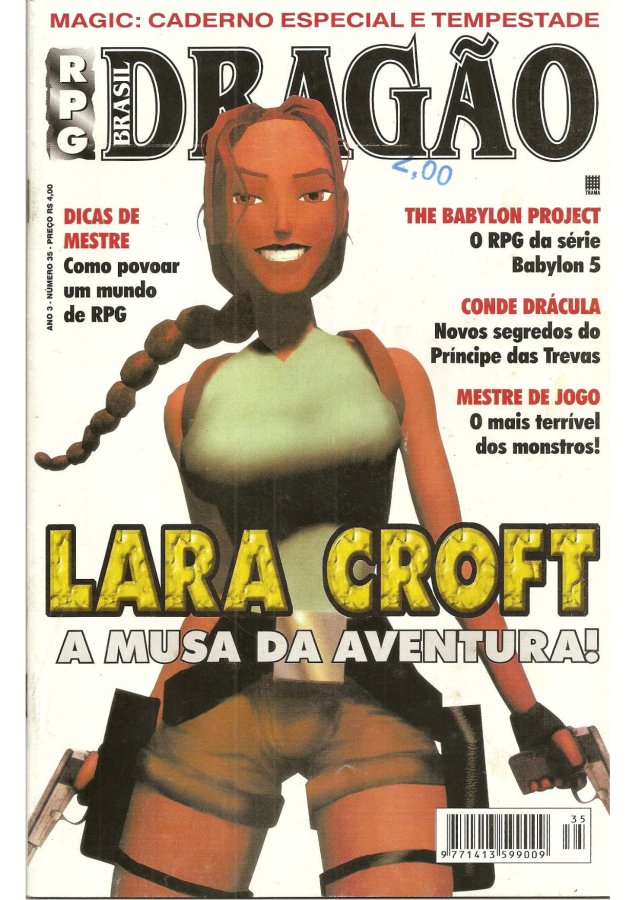 MAGIC: CADERNO ESPECIAL E TEMPESTADE
RPG
BRASIL
DRAGÃO
2,00
TRAMA
ANO 3 - NÚMERO 35 - PREÇO R$ 4,00
DICAS DE
MESTRE
Como povoar
um mundo
de RPG
THE BABYLON PROJECT
O RPG da série
Babylon 5
CONDE DRÁCULA
Novos segredos do
Príncipe das Trevas
MESTRE DE JOGO
O mais terrível
dos monstros!
LARA CROFT
A MUSA DA AVENTURA!
35
9 771413 599009